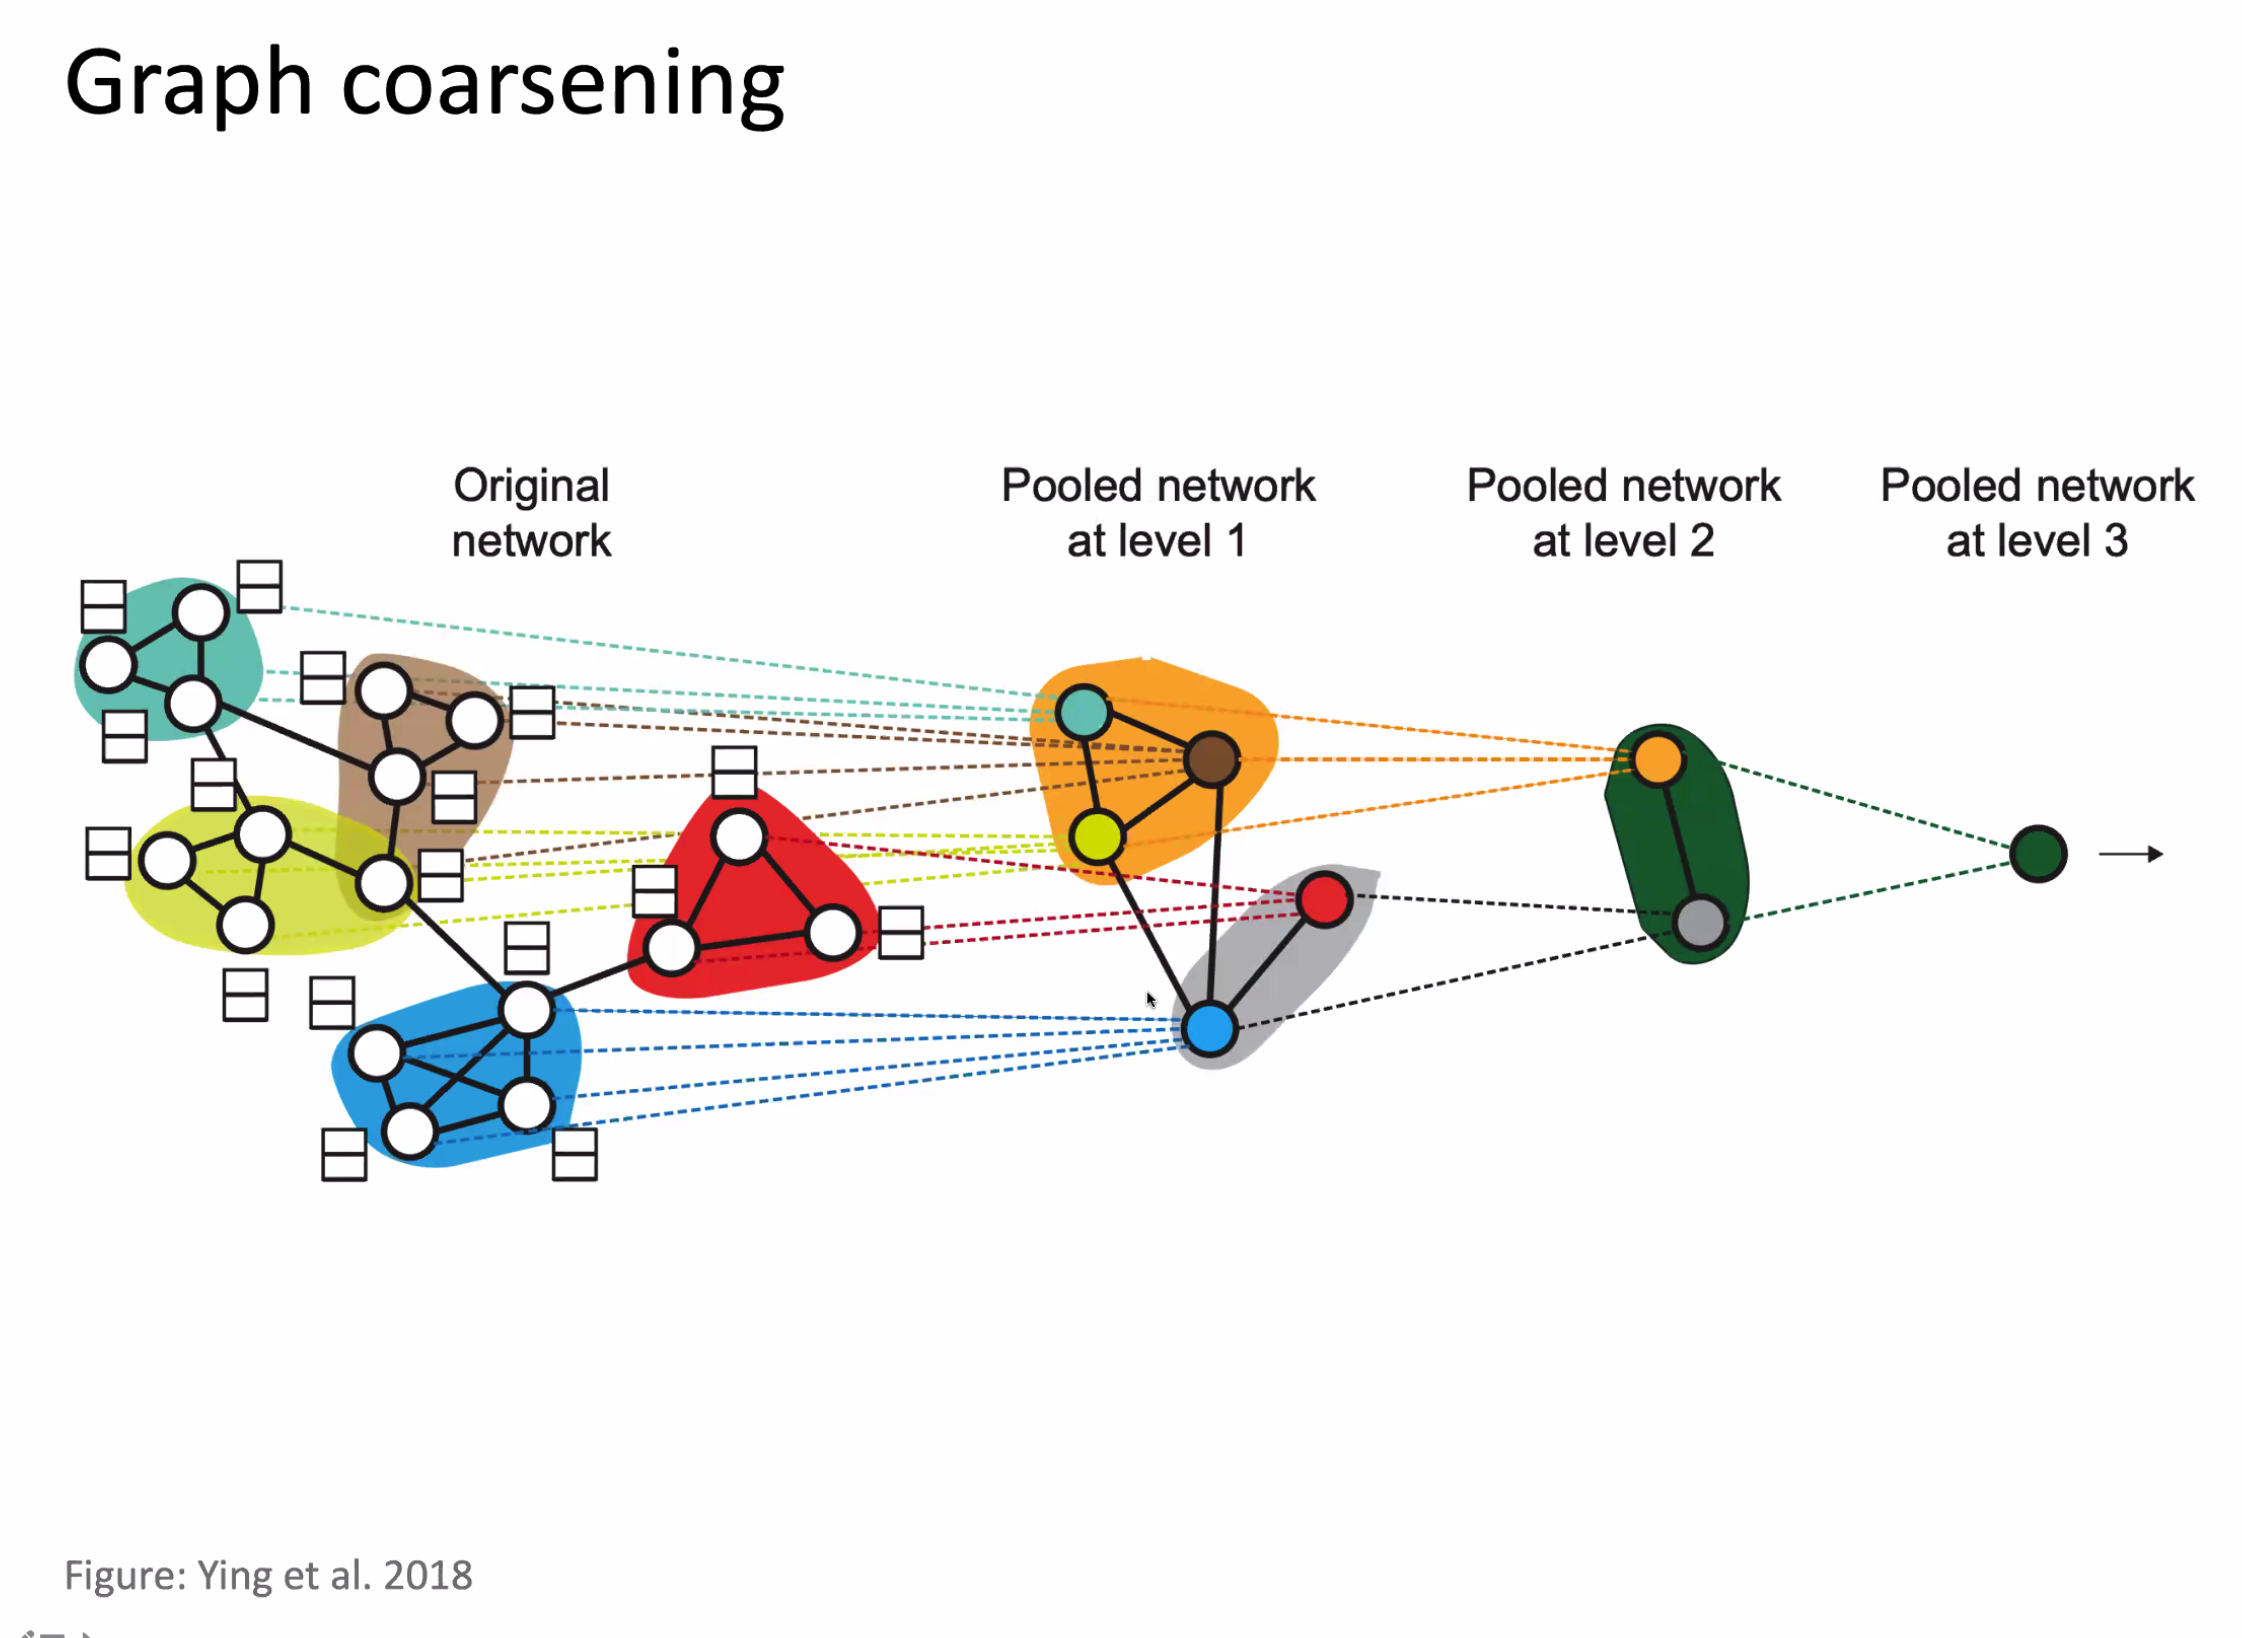 Graph coarsening
Original
network
Pooled network
at level 1
Pooled network
at level 2
Pooled network
at level 3
Figure: Ying et al. 2018